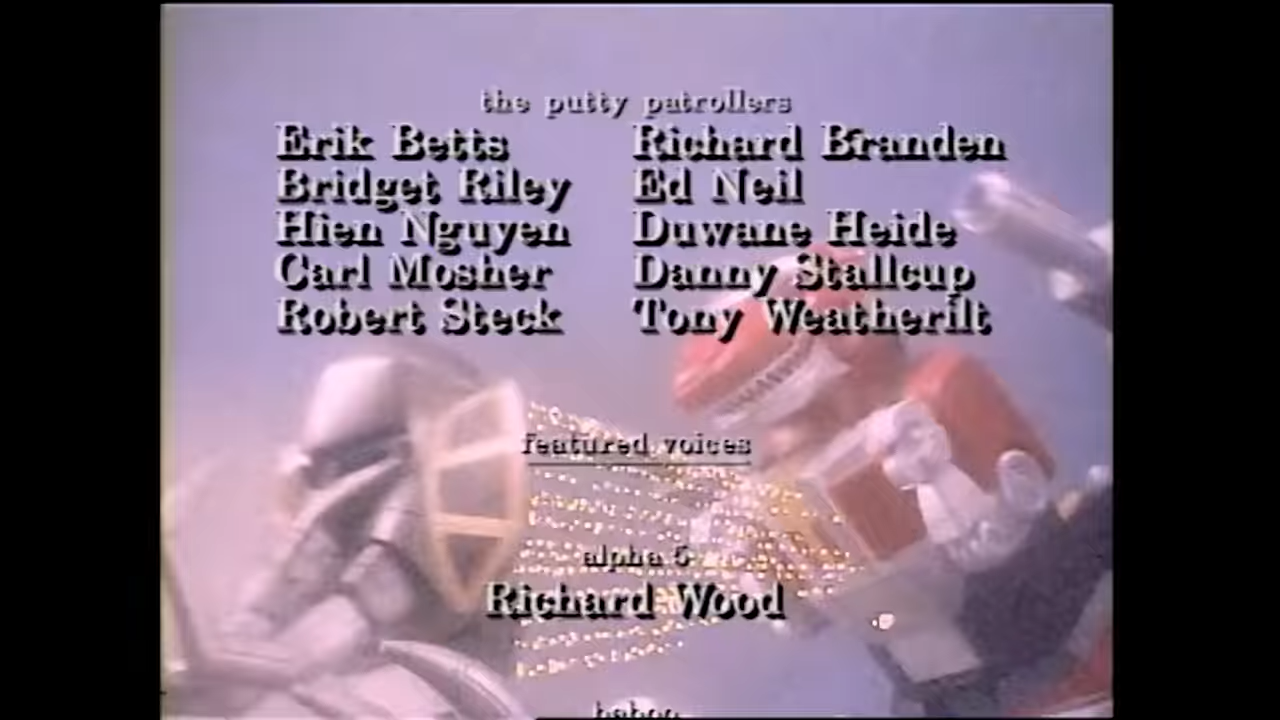 the putty patrollers
Erik Betts Richard Branden
Bridget Riley Ed Neil
Hien Nguyen Duwane Heide
Carl Mosher Danny Stallcup
Robert Steck Tony Weatherilt
featured voices
alpha 5
Richard Wood
baboo